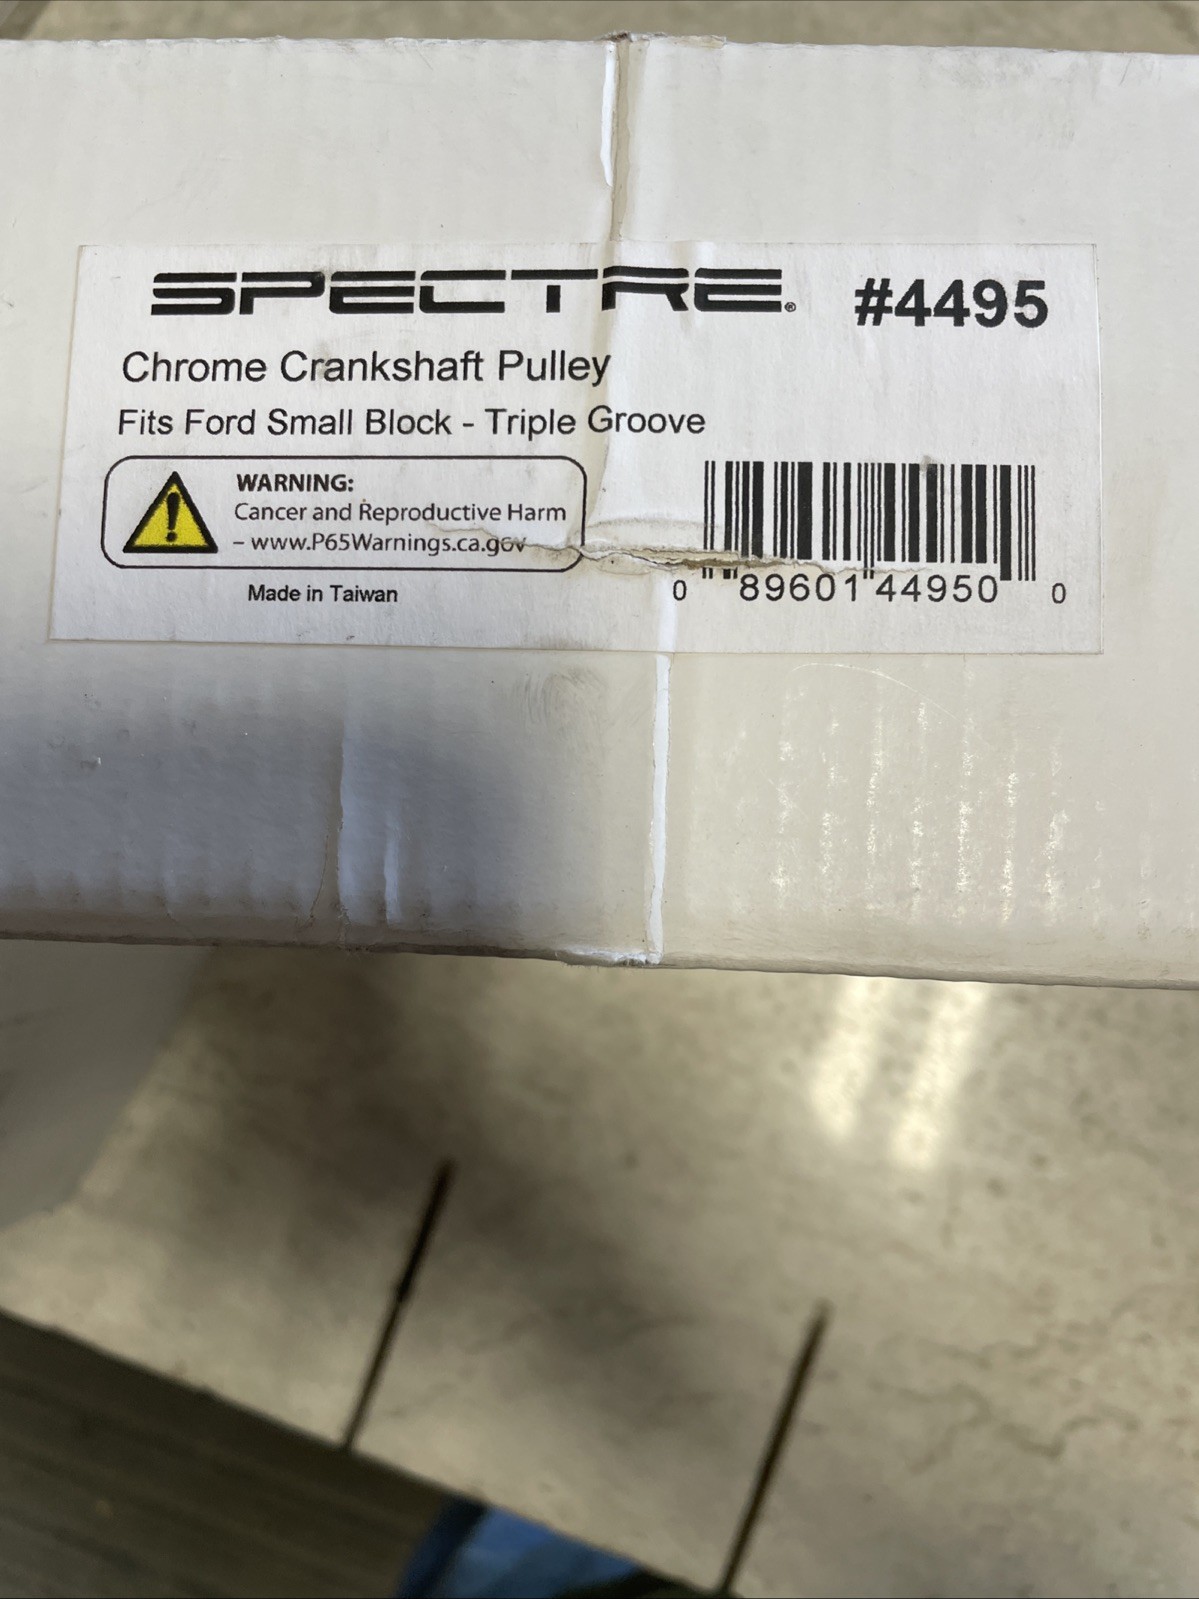 SPECTRE® #4495
Chrome Crankshaft Pulley
Fits Ford Small Block - Triple Groove
WARNING:
Cancer and Reproductive Harm
– www.P65Warnings.ca.gov
Made in Taiwan
0 89601 44950 0